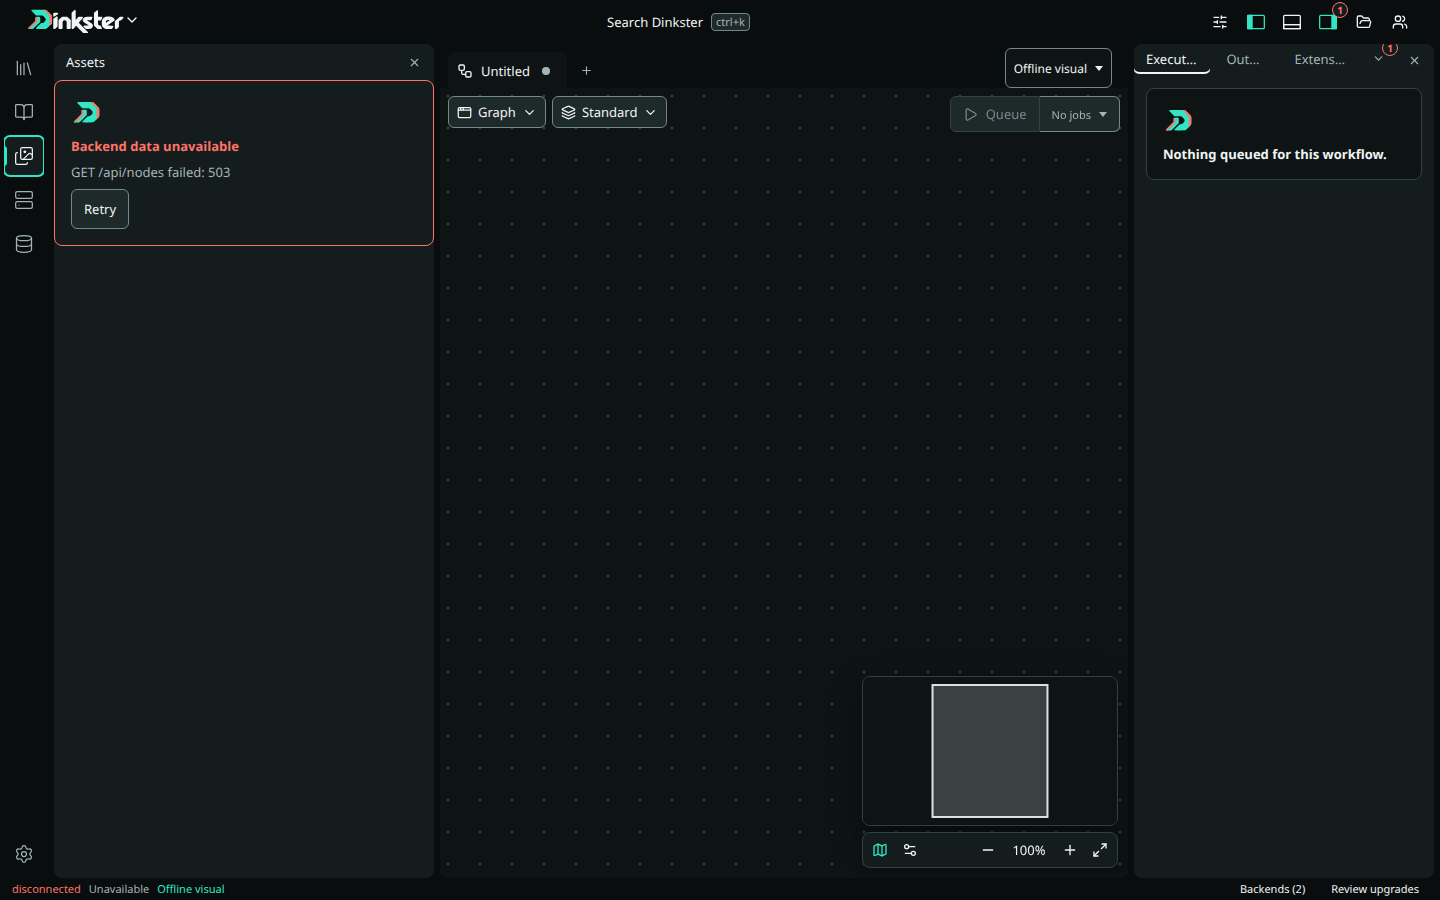 Dinkster
Search Dinkster ctrl+k
1
Assets
Backend data unavailable
GET /api/nodes failed: 503
Retry
Untitled
Offline visual
Graph
Standard
Queue
No jobs
100%
Execut...
Out...
Extens...
1
Nothing queued for this workflow.
disconnected Unavailable Offline visual
Backends (2) Review upgrades